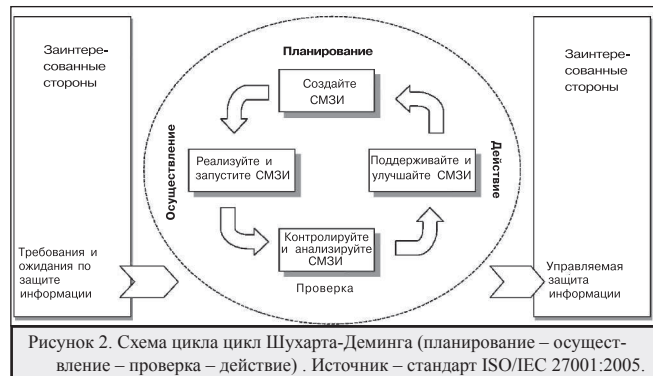 Заинтере-
сованные
стороны
Требования и
ожидания по
защите
информации
Планирование
Создайте
СМЗИ
Осуществление
Реализуйте и
запустите СМЗИ
Поддерживайте и
улучшайте СМЗИ
Действие
Контролируйте
и анализируйте
СМЗИ
Проверка
Заинтере-
сованные
стороны
Управляемая
защита
информации
Рисунок 2. Схема цикла цикл Шухарта-Деминга (планирование – осущест-
вление – проверка – действие) . Источник – стандарт ISO/IEC 27001:2005.